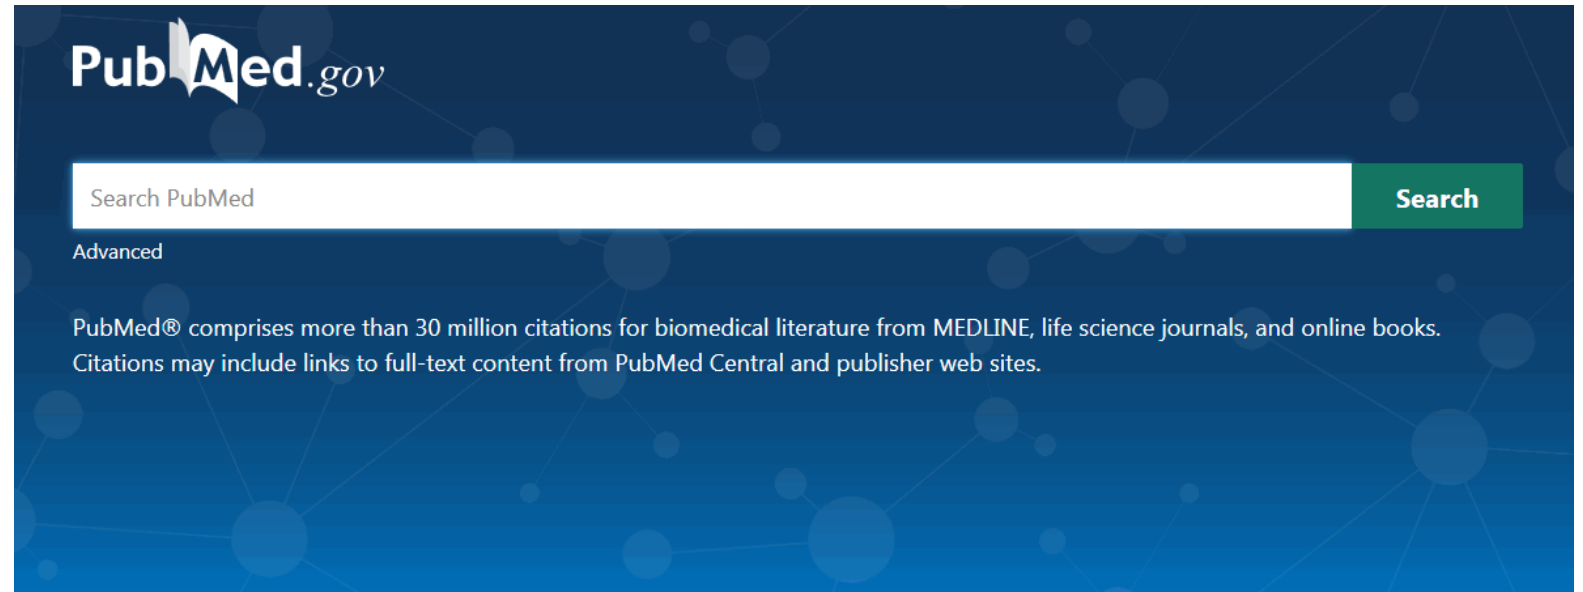 PubMed.gov
Search PubMed
Search
Advanced
PubMed® comprises more than 30 million citations for biomedical literature from MEDLINE, life science journals, and online books.
Citations may include links to full-text content from PubMed Central and publisher web sites.